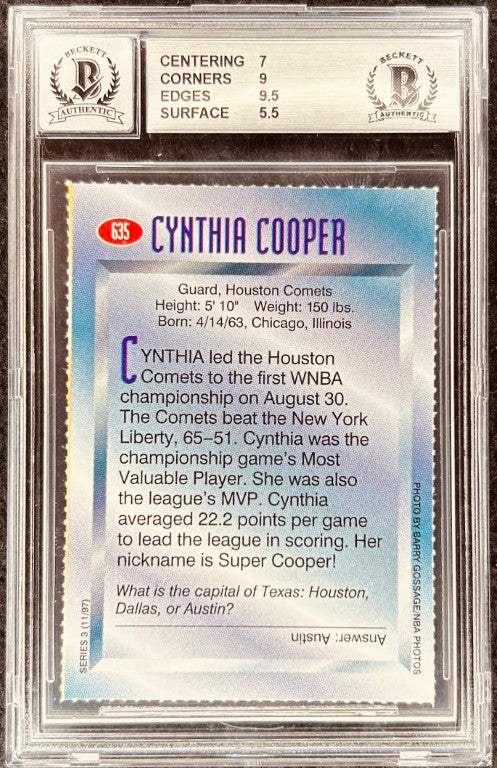 BECKETT
AUTHENTIC
CENTERING 7
CORNERS 9
EDGES 9.5
SURFACE 5.5
BECKETT
AUTHENTIC
635 CYNTHIA COOPER
Guard, Houston Comets
Height: 5' 10" Weight: 150 lbs.
Born: 4/14/63, Chicago, Illinois
CYNTHIA led the Houston
Comets to the first WNBA
championship on August 30.
The Comets beat the New York
Liberty, 65–51. Cynthia was the
championship game's Most
Valuable Player. She was also
the league's MVP. Cynthia
averaged 22.2 points per game
to lead the league in scoring. Her
nickname is Super Cooper!
What is the capital of Texas: Houston,
Dallas, or Austin?
Answer: Austin
SERIES 3 (11/97)
PHOTO BY BARRY GOSSAGE/NBA PHOTOS